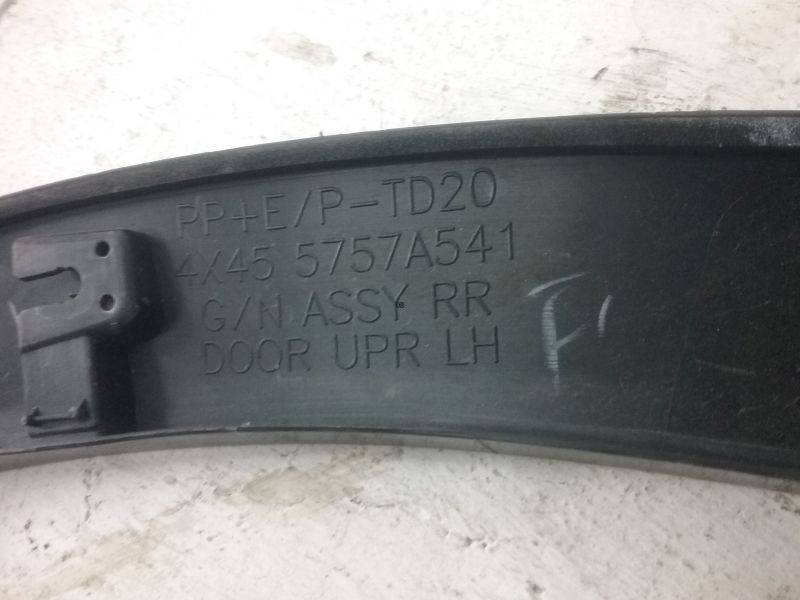 PP+E/P-TD20
4X45 5757A541
G/N ASSY RR
DOOR UPR LH